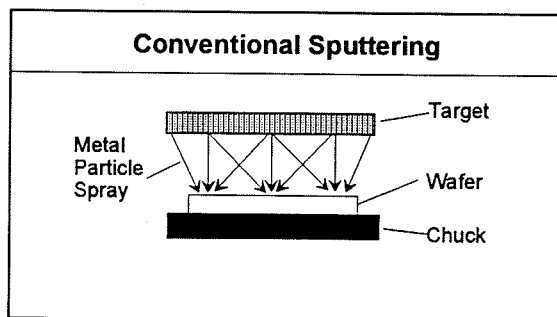 Conventional Sputtering
Target
Metal
Particle
Spray
Wafer
Chuck